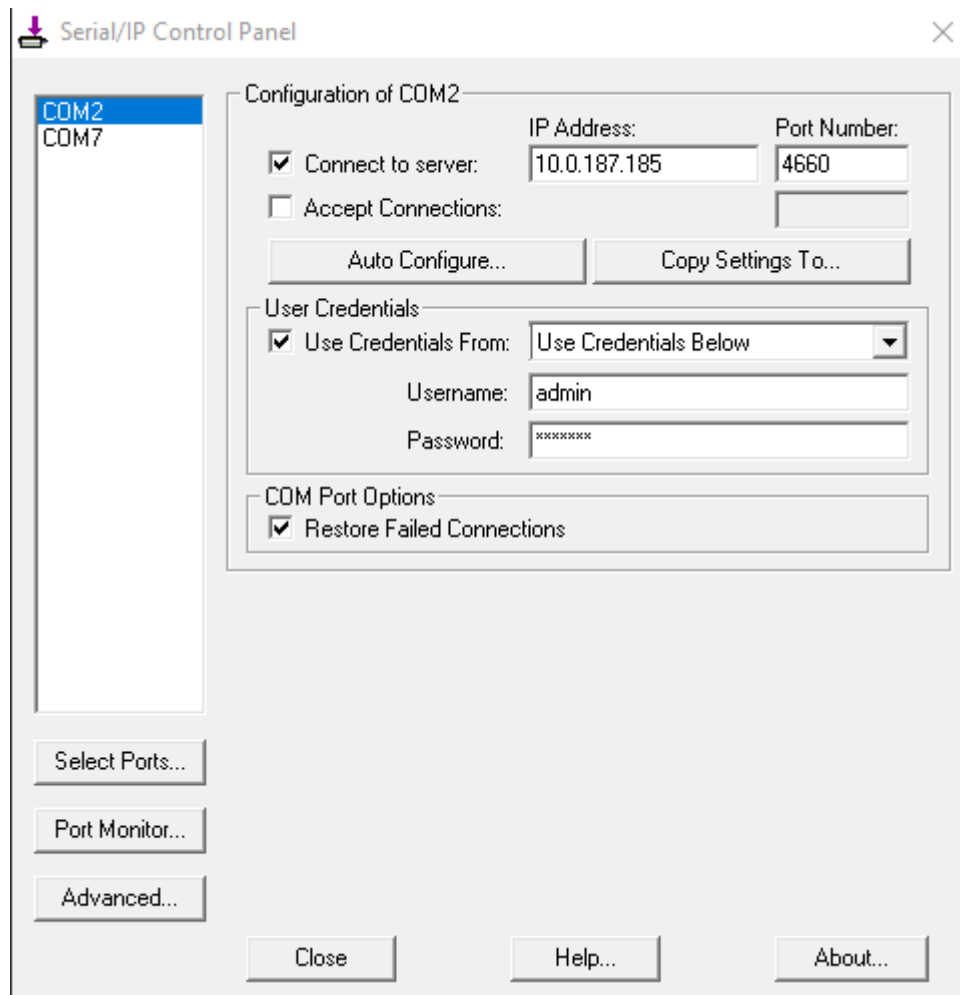 Serial/IP Control Panel
COM2
COM7
Configuration of COM2
IP Address: Port Number:
Connect to server: 10.0.187.185 4660
Accept Connections:
Auto Configure... Copy Settings To...
User Credentials
Use Credentials From: Use Credentials Below
Username: admin
Password: *******
COM Port Options
Restore Failed Connections
Select Ports...
Port Monitor...
Advanced...
Close Help... About...